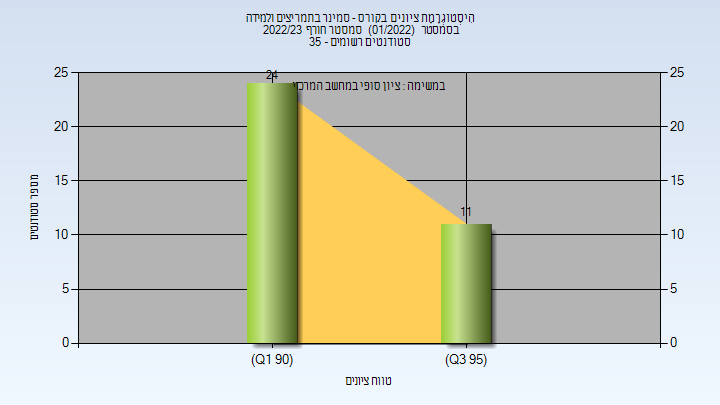 היסטוגרמת ציונים בקורס - סמינר בתמריצים ולמידה
בסמסטר (01/2022) סמסטר חורף 2022/23
סטודנטים רשומים - 35
במשימה : ציון סופי במחשב המרכזי
25 25
20 20
15 15
10 10
5 5
0 0
24
11
מספר סטודנטים
(Q1 90) (Q3 95)
טווח ציונים